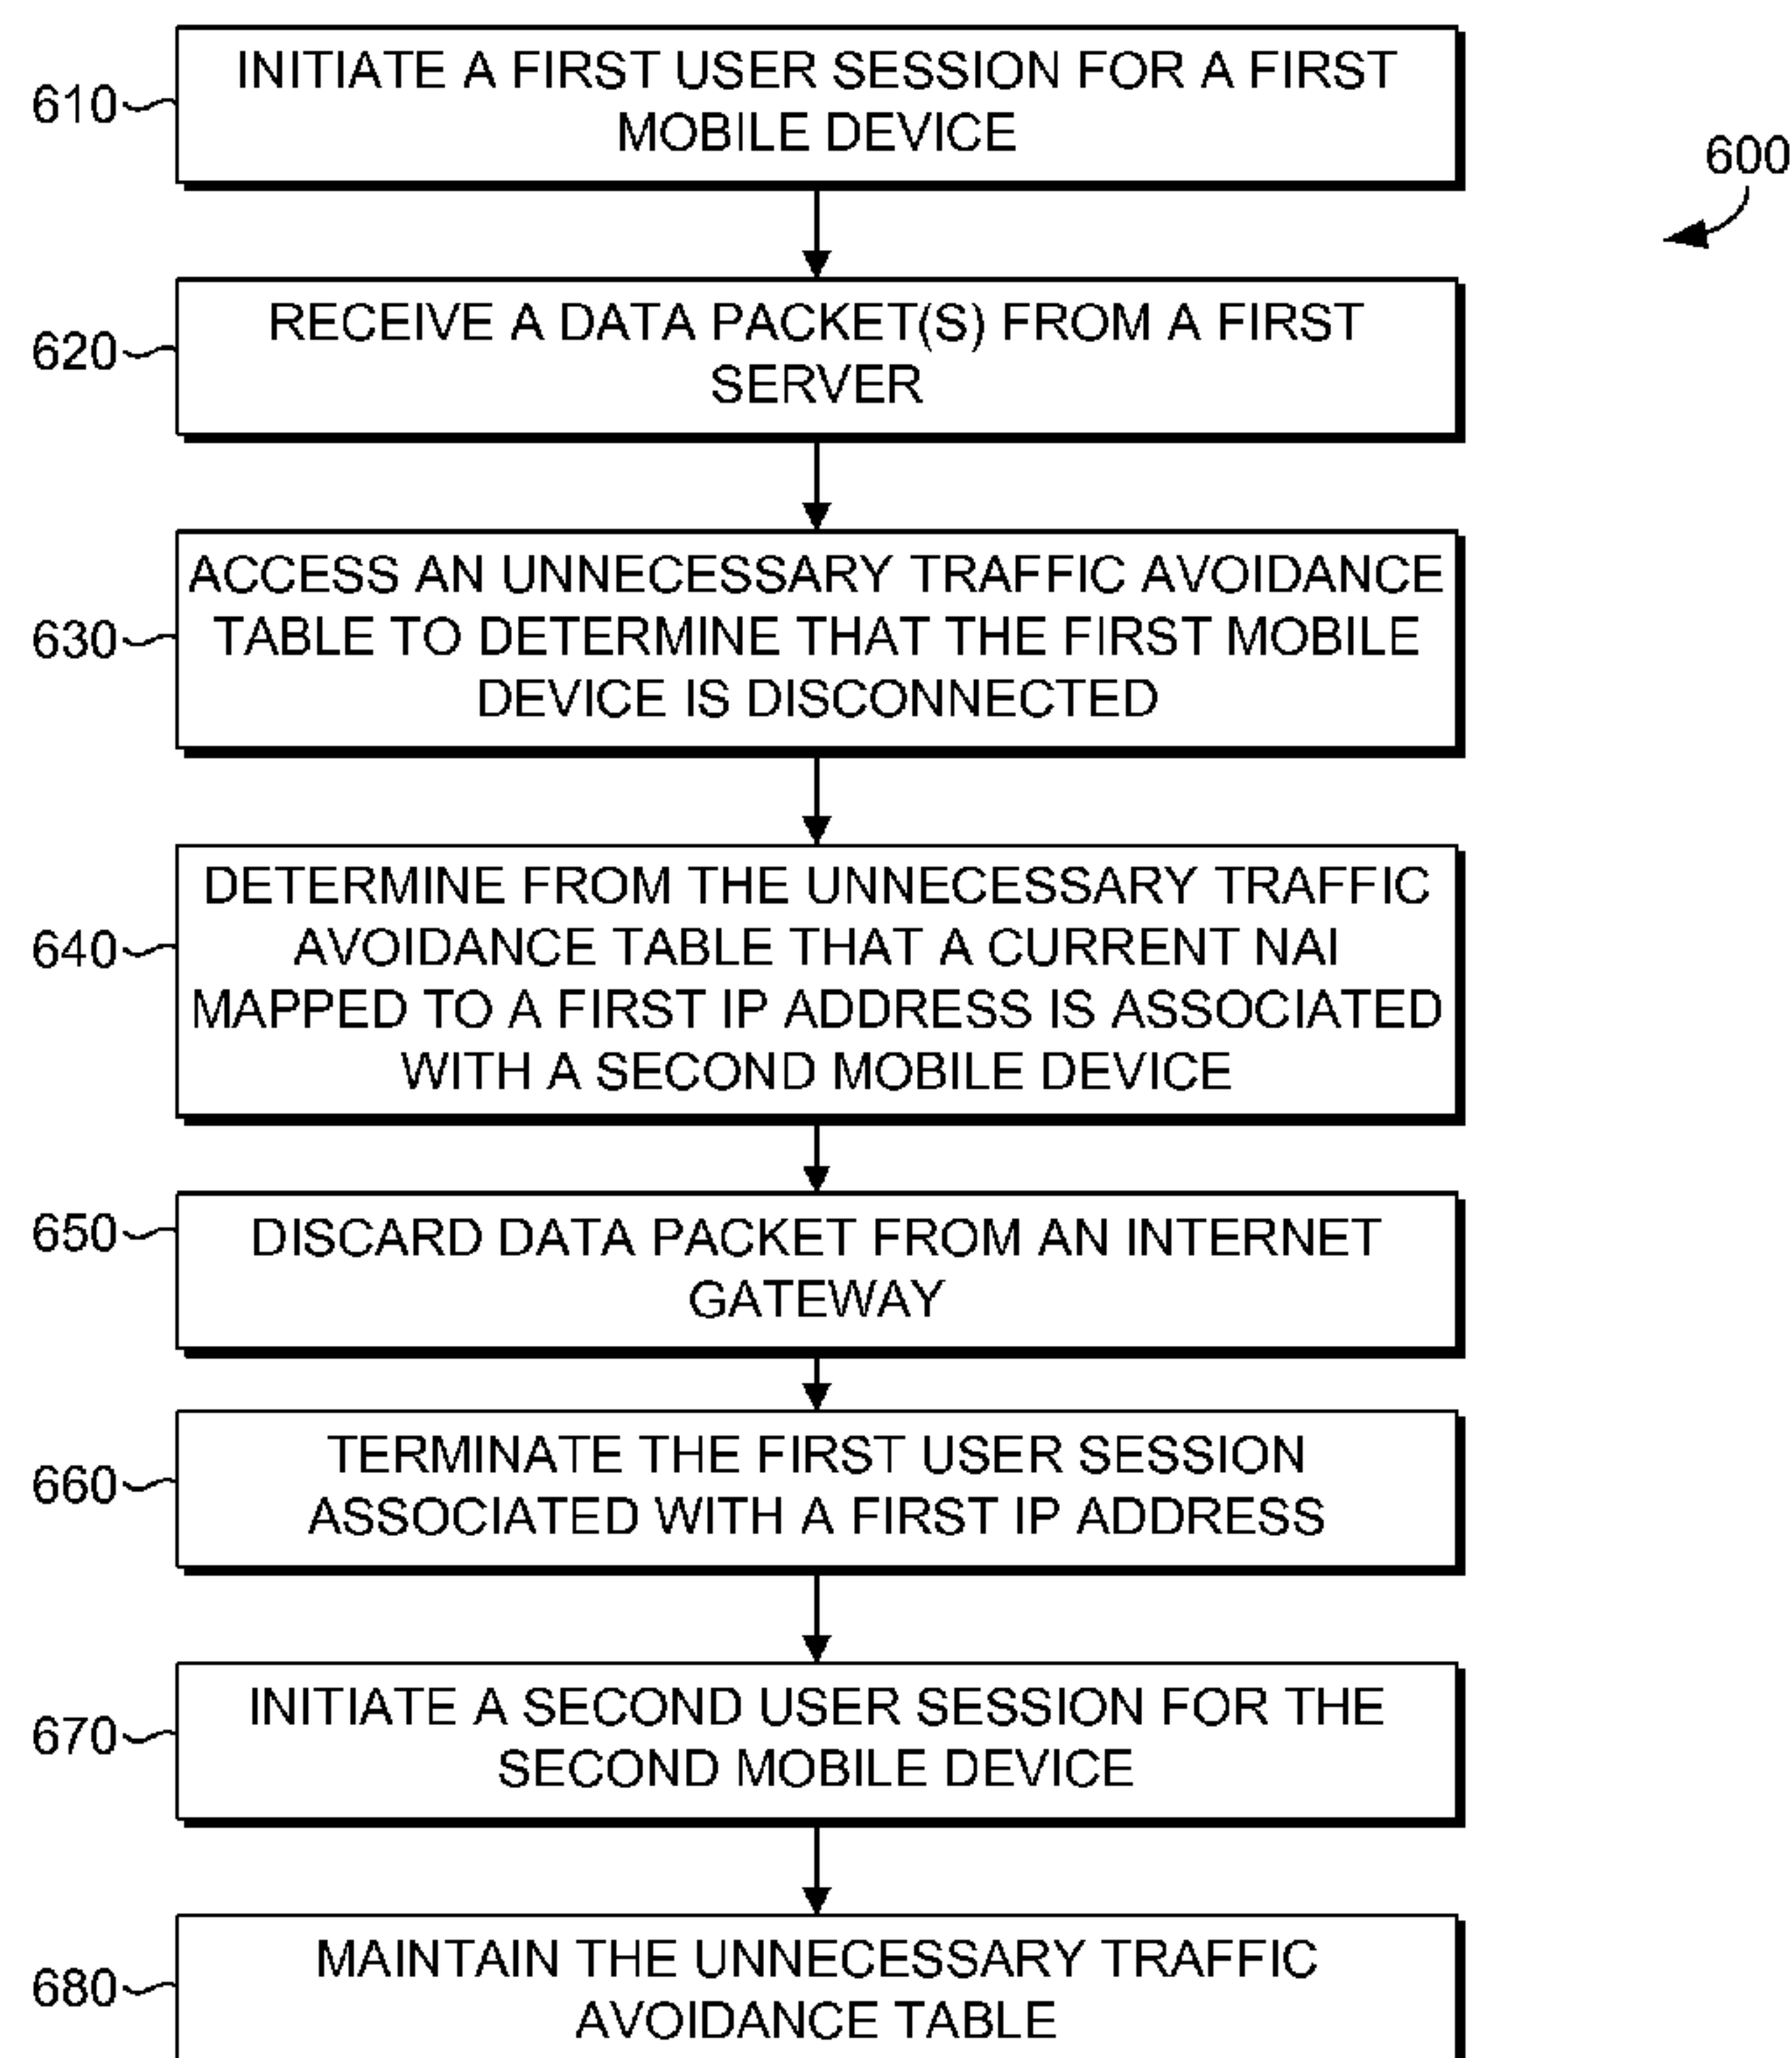 610
INITIATE A FIRST USER SESSION FOR A FIRST
MOBILE DEVICE
600
620
RECEIVE A DATA PACKET(S) FROM A FIRST
SERVER
630
ACCESS AN UNNECESSARY TRAFFIC AVOIDANCE
TABLE TO DETERMINE THAT THE FIRST MOBILE
DEVICE IS DISCONNECTED
640
DETERMINE FROM THE UNNECESSARY TRAFFIC
AVOIDANCE TABLE THAT A CURRENT NAI
MAPPED TO A FIRST IP ADDRESS IS ASSOCIATED
WITH A SECOND MOBILE DEVICE
650
DISCARD DATA PACKET FROM AN INTERNET
GATEWAY
660
TERMINATE THE FIRST USER SESSION
ASSOCIATED WITH A FIRST IP ADDRESS
670
INITIATE A SECOND USER SESSION FOR THE
SECOND MOBILE DEVICE
680
MAINTAIN THE UNNECESSARY TRAFFIC
AVOIDANCE TABLE